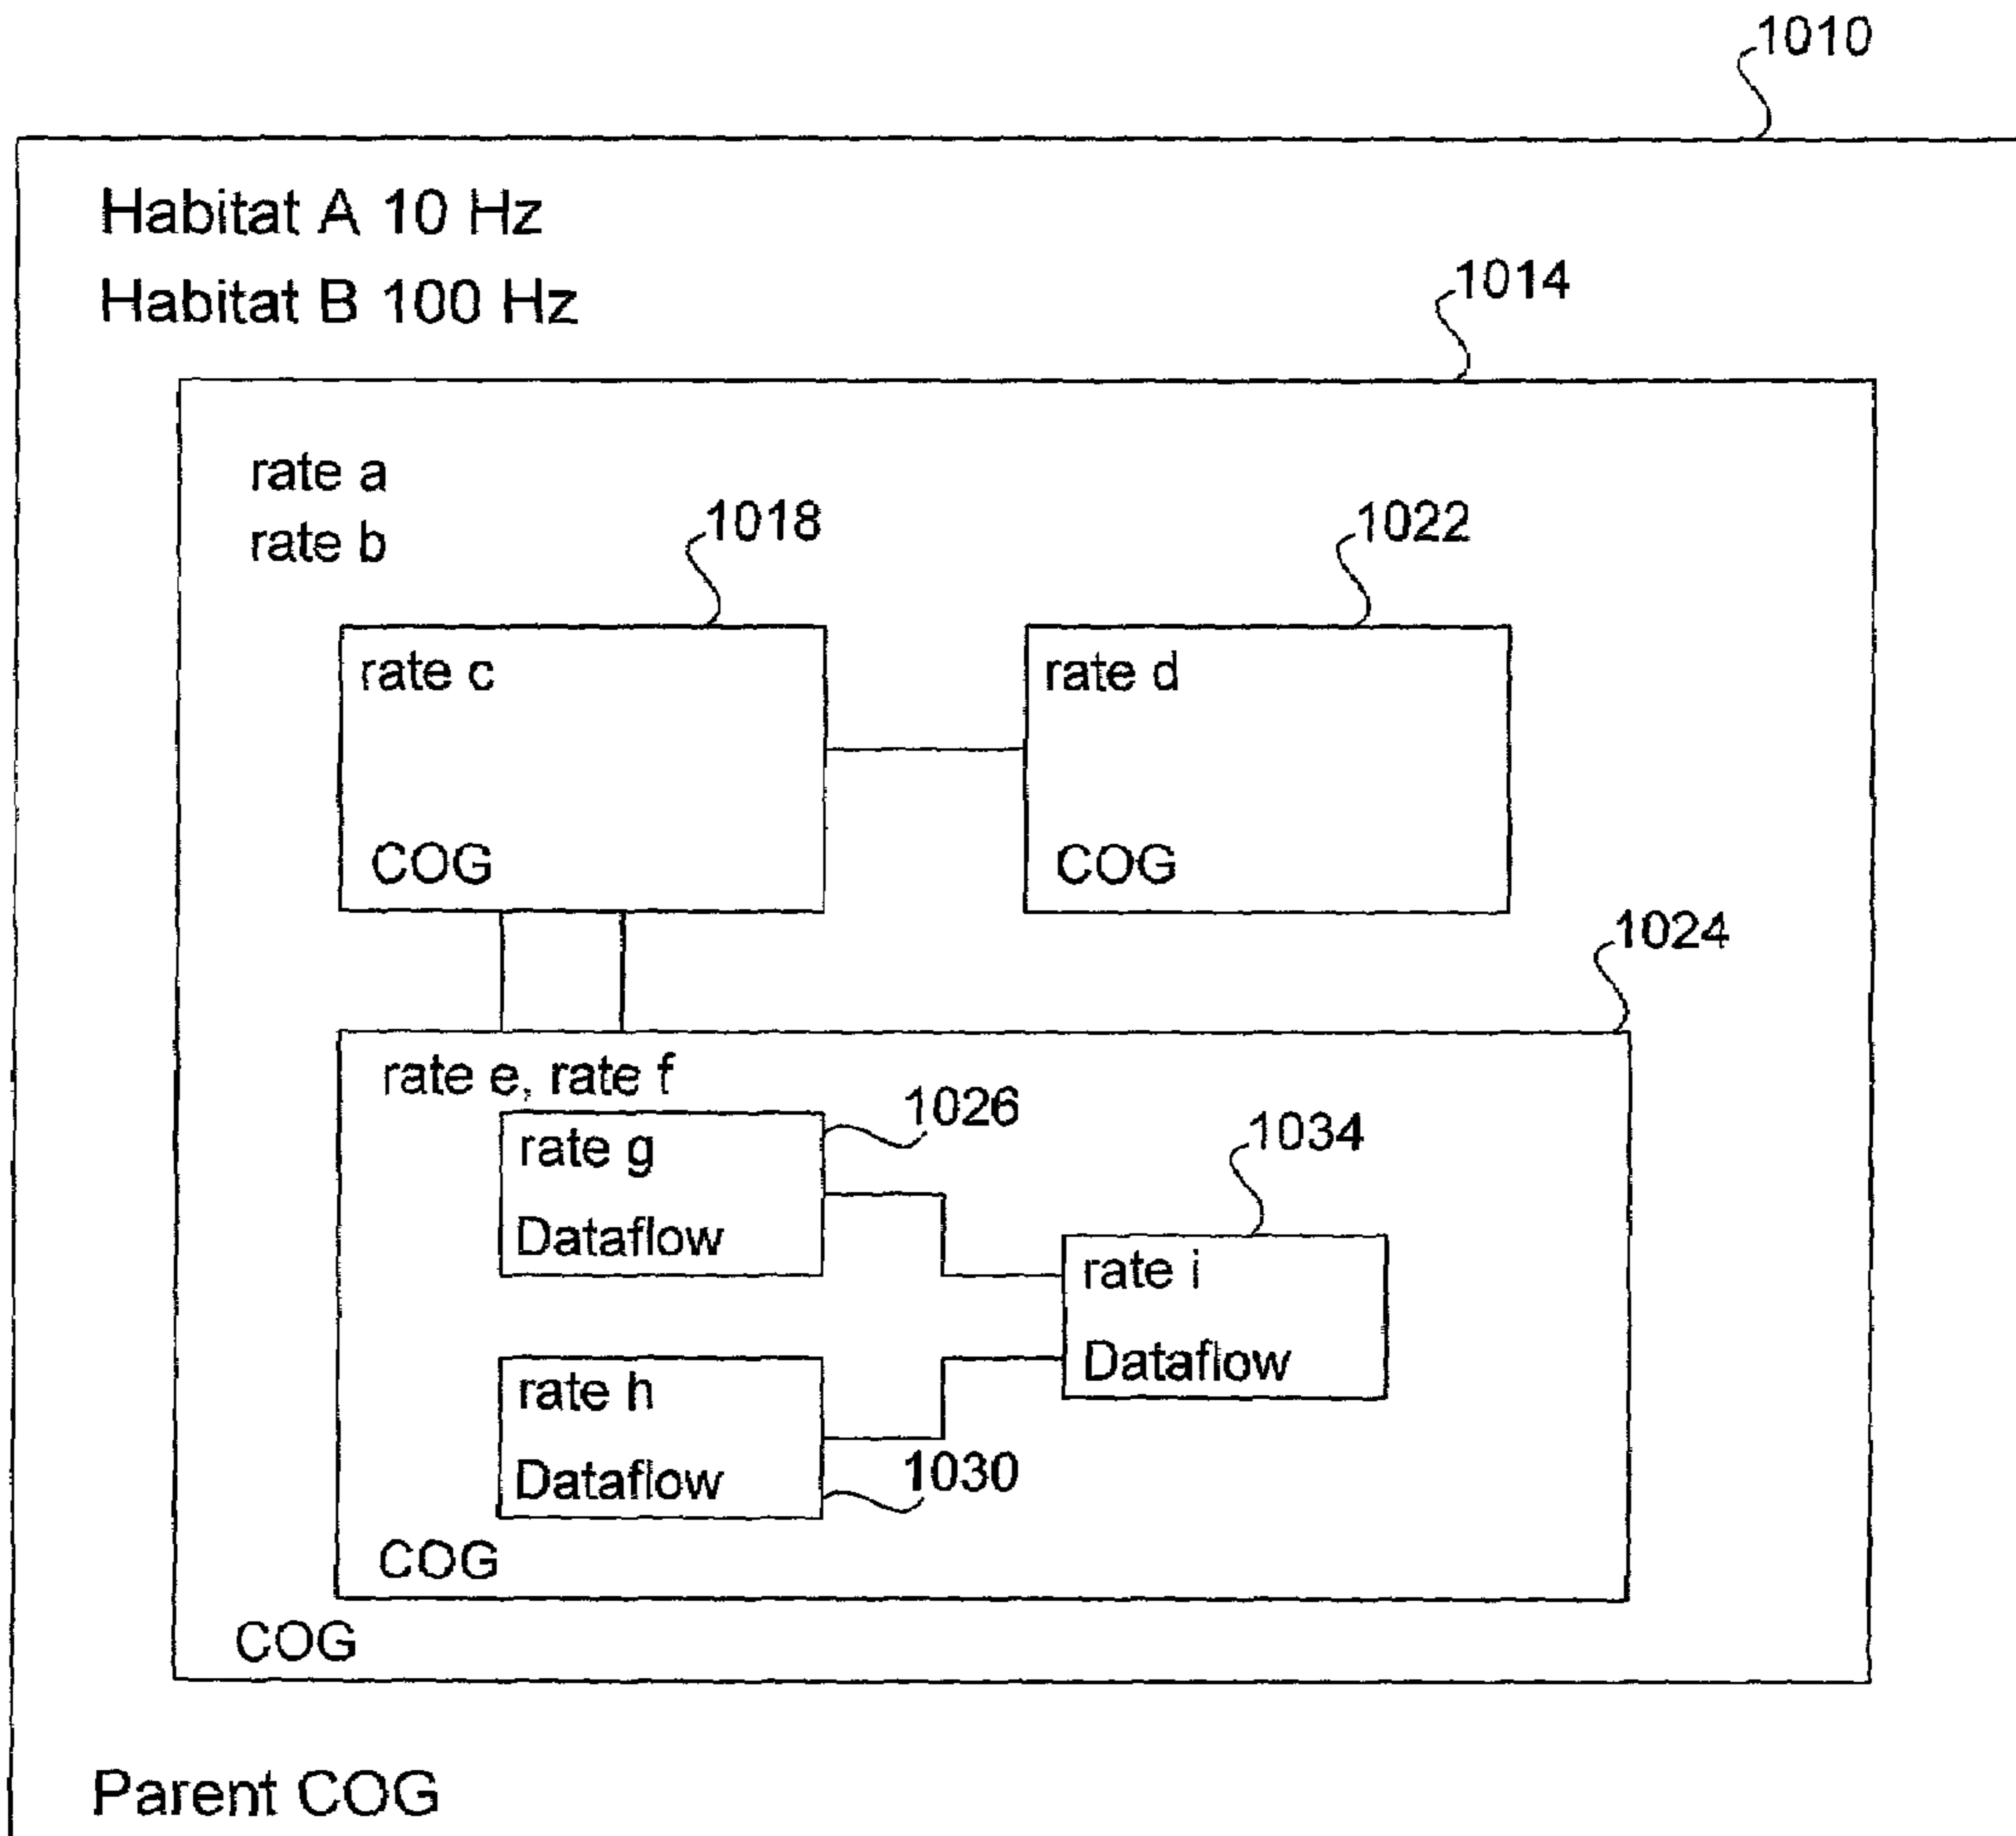 1010
Habitat A 10 Hz
Habitat B 100 Hz
1014
rate a
rate b
1018
1022
rate c
rate d
COG
COG
1024
rate e, rate f
1026
rate g
Dataflow
1034
rate i
Dataflow
rate h
Dataflow
1030
COG
COG
Parent COG